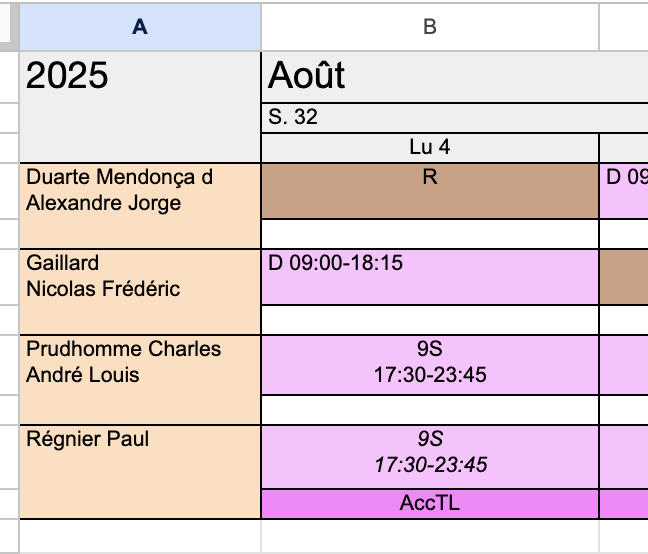 A
B
2025
Août
S. 32
Lu 4
Duarte Mendonça d
Alexandre Jorge
R
D 09
Gaillard
Nicolas Frédéric
D 09:00-18:15
Prudhomme Charles
André Louis
9S
17:30-23:45
Régnier Paul
9S
17:30-23:45
AccTL